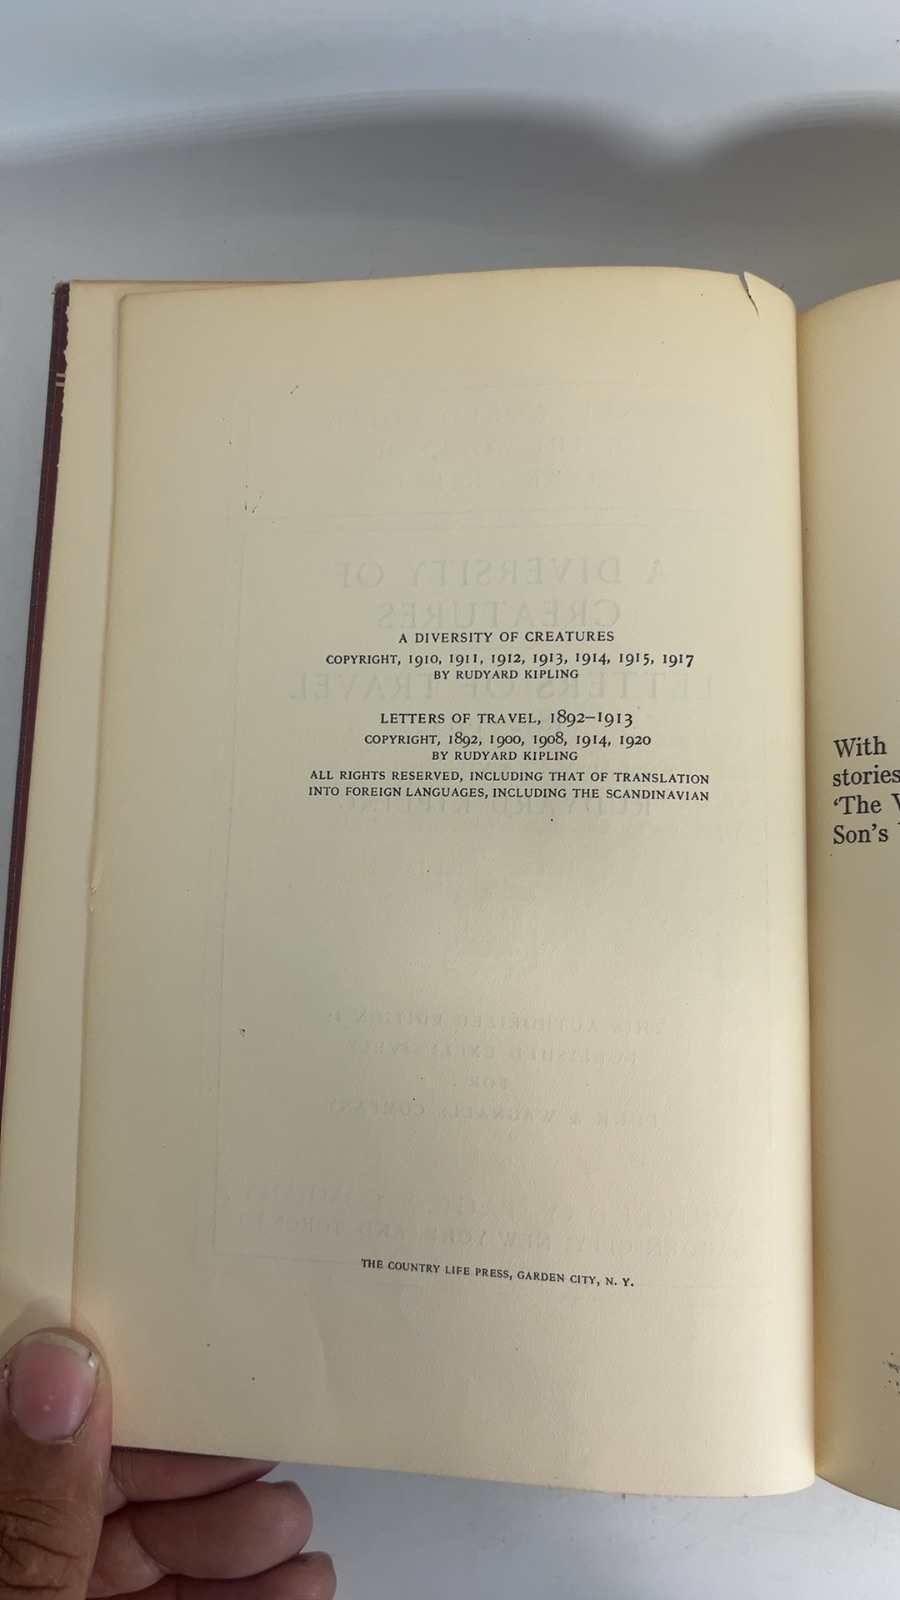 A DIVERSITY OF CREATURES
COPYRIGHT, 1910, 1911, 1912, 1913, 1914, 1915, 1917
BY RUDYARD KIPLING
LETTERS OF TRAVEL, 1892–1913
COPYRIGHT, 1892, 1900, 1908, 1914, 1920
BY RUDYARD KIPLING
ALL RIGHTS RESERVED, INCLUDING THAT OF TRANSLATION
INTO FOREIGN LANGUAGES, INCLUDING THE SCANDINAVIAN
THE COUNTRY LIFE PRESS, GARDEN CITY, N. Y.
With
stories
‘The
Son’s